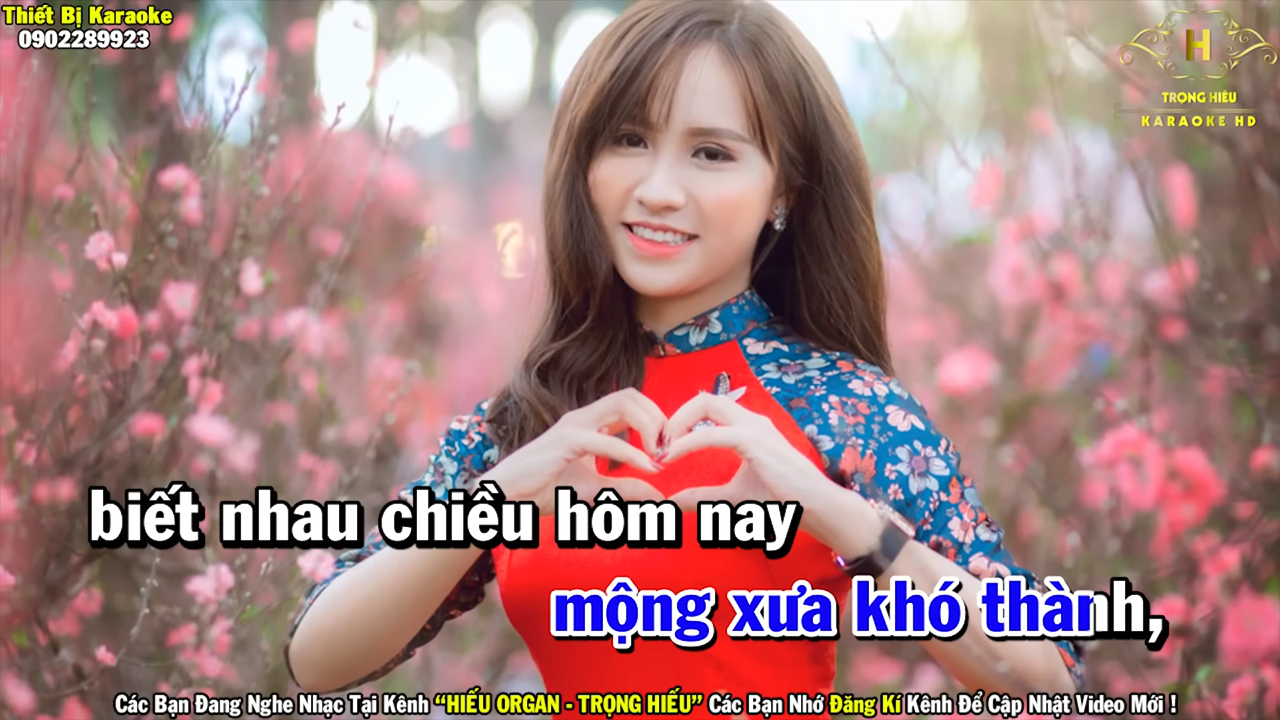 Thiết Bị Karaoke
0902289923
H
TRỌNG HIẾU
KARAOKE HD
biết nhau chiều hôm nay
mộng xưa khó thành,
Các Bạn Đang Nghe Nhạc Tại Kênh “HIẾU ORGAN - TRỌNG HIẾU” Các Bạn Nhớ Đăng Kí Kênh Để Cập Nhật Video Mới !